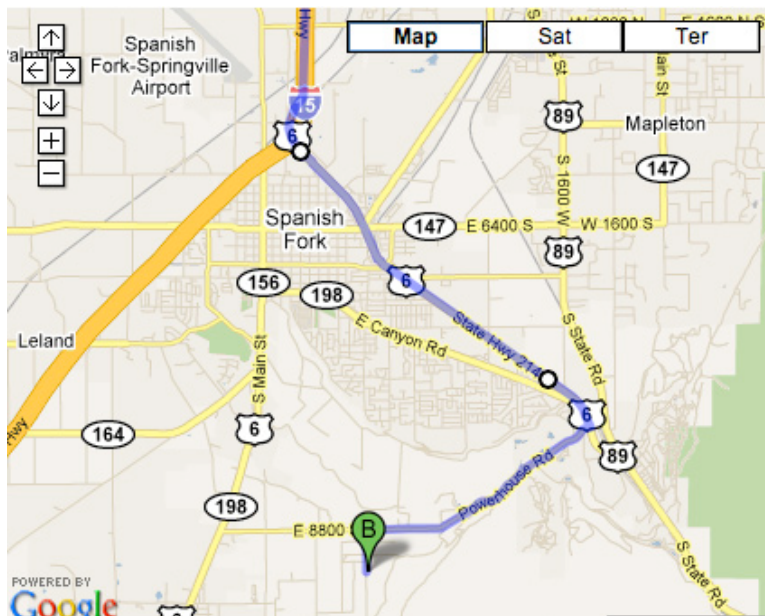 Hwy
Map
Sat
Ter
Spanish
Fork-Springville
Airport
15
6
89
Mapleton
S 1600 W
147
Spanish
Fork
147
E 6400 S
W 1600 S
89
6
156
198
E Canyon Rd
State Hwy 214
S State Rd
Leland
S Main St
6
164
Hwy
6
89
198
Powerhouse Rd
E 8800
B
S State Rd
POWERED BY
Google